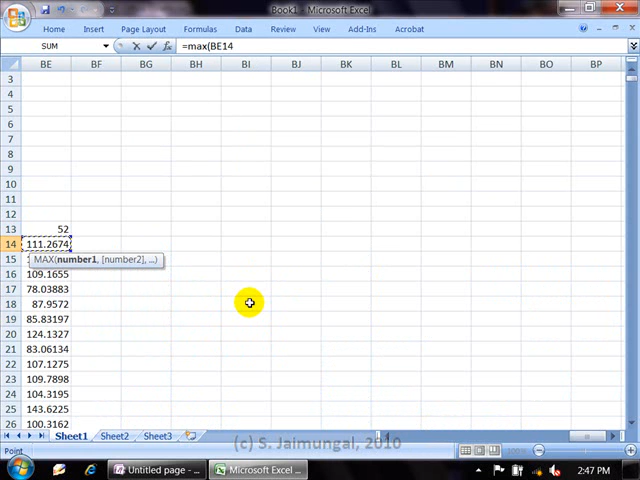 Book1 - Microsoft Excel
Home Insert Page Layout Formulas Data Review View Add-Ins Acrobat
SUM =max(BE14
BE BF BG BH BI BJ BK BL BM BN BO BP
3
4
5
6
7
8
9
10
11
12
13 52
14 111.2674
15 MAX(number1, [number2], ...)
16 109.1655
17 78.03883
18 87.9572
19 85.83197
20 124.1327
21 83.06134
22 107.1275
23 109.7898
24 104.3195
25 143.6225
26 100.3162
Sheet1 Sheet2 Sheet3
(c) S. Jaimungal, 2010
Point 100%
Untitled page - ... Microsoft Excel ... 2:47 PM